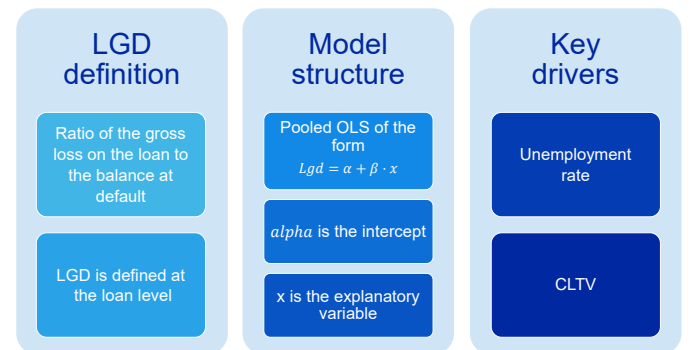 LGD
definition
Ratio of the gross
loss on the loan to
the balance at
default
LGD is defined at
the loan level
Model
structure
Pooled OLS of the
form
Lgd = α + β · x
alpha is the intercept
x is the explanatory
variable
Key
drivers
Unemployment
rate
CLTV